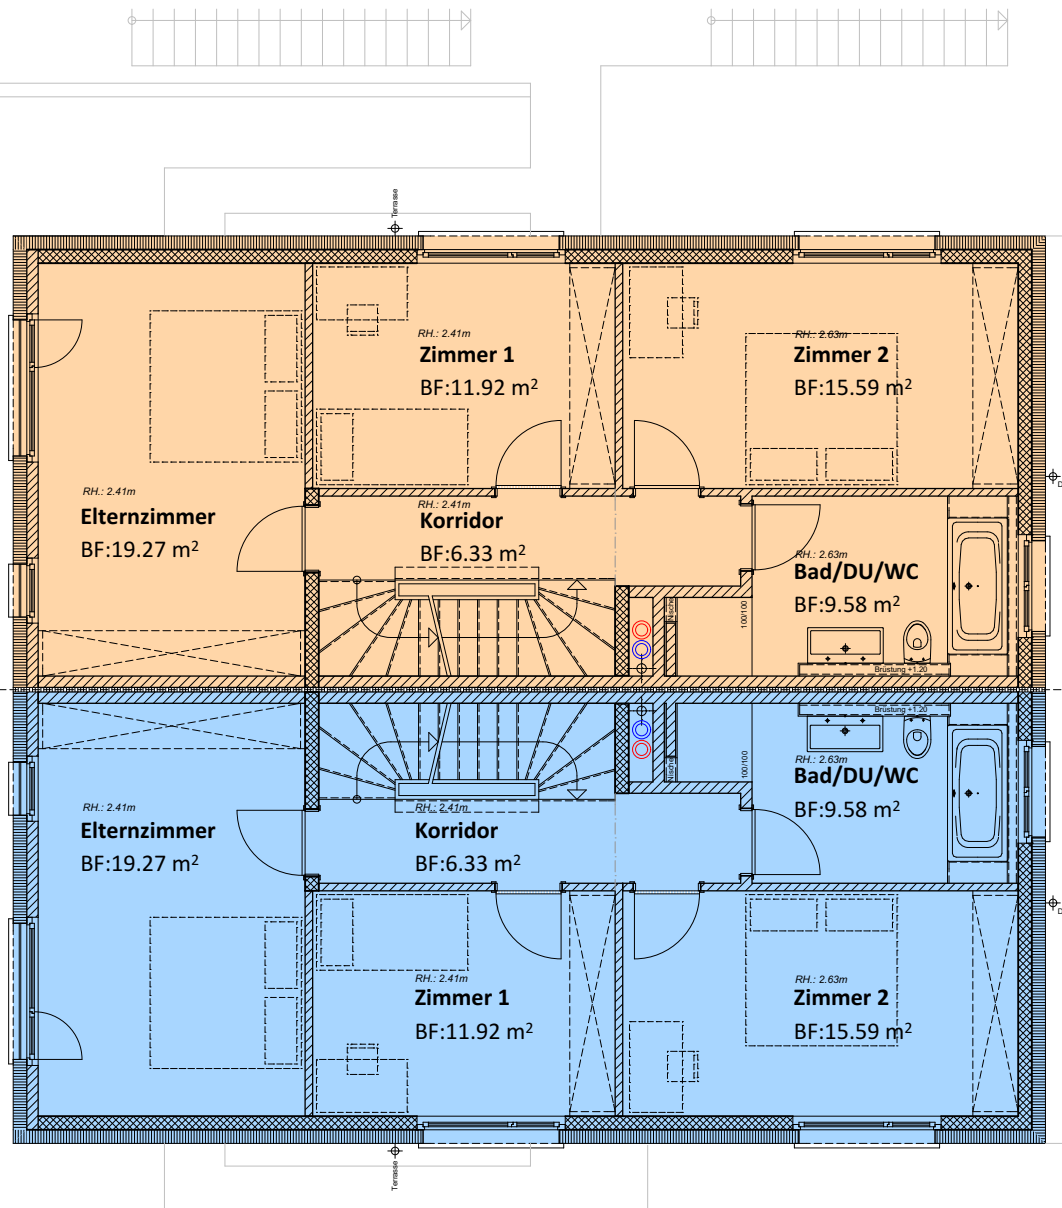 Terrasse
RH.: 2.41m
Zimmer 1
BF:11.92 m²
RH.: 2.63m
Zimmer 2
BF:15.59 m²
RH.: 2.41m
Elternzimmer
BF:19.27 m²
RH.: 2.41m
Korridor
BF:6.33 m²
D
RH.: 2.63m
Bad/DU/WC
BF:9.58 m²
Nische
100/100
Brüstung +1.20
Brüstung +1.20
Nische
100/100
RH.: 2.63m
Bad/DU/WC
BF:9.58 m²
RH.: 2.41m
Elternzimmer
BF:19.27 m²
RH.: 2.41m
Korridor
BF:6.33 m²
D
RH.: 2.41m
Zimmer 1
BF:11.92 m²
RH.: 2.63m
Zimmer 2
BF:15.59 m²
Terrasse